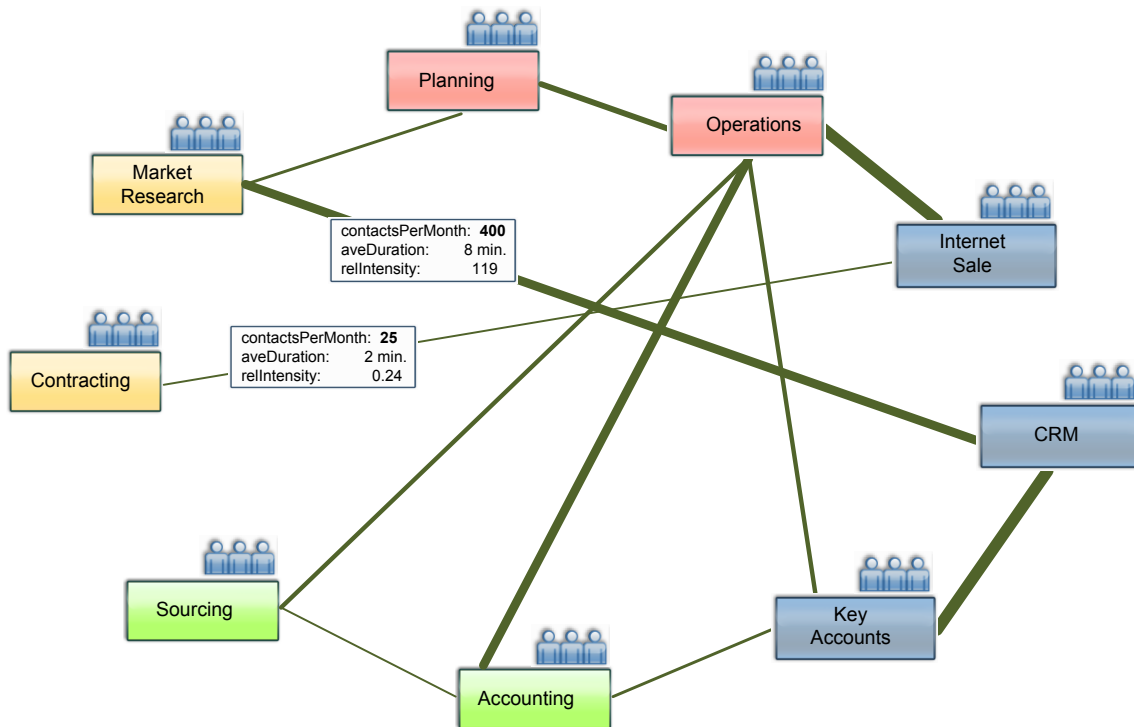 Planning
Operations
Market
Research
contactsPerMonth: 400
aveDuration: 8 min.
relIntensity: 119
Internet
Sale
contactsPerMonth: 25
aveDuration: 2 min.
relIntensity: 0.24
Contracting
CRM
Sourcing
Key
Accounts
Accounting